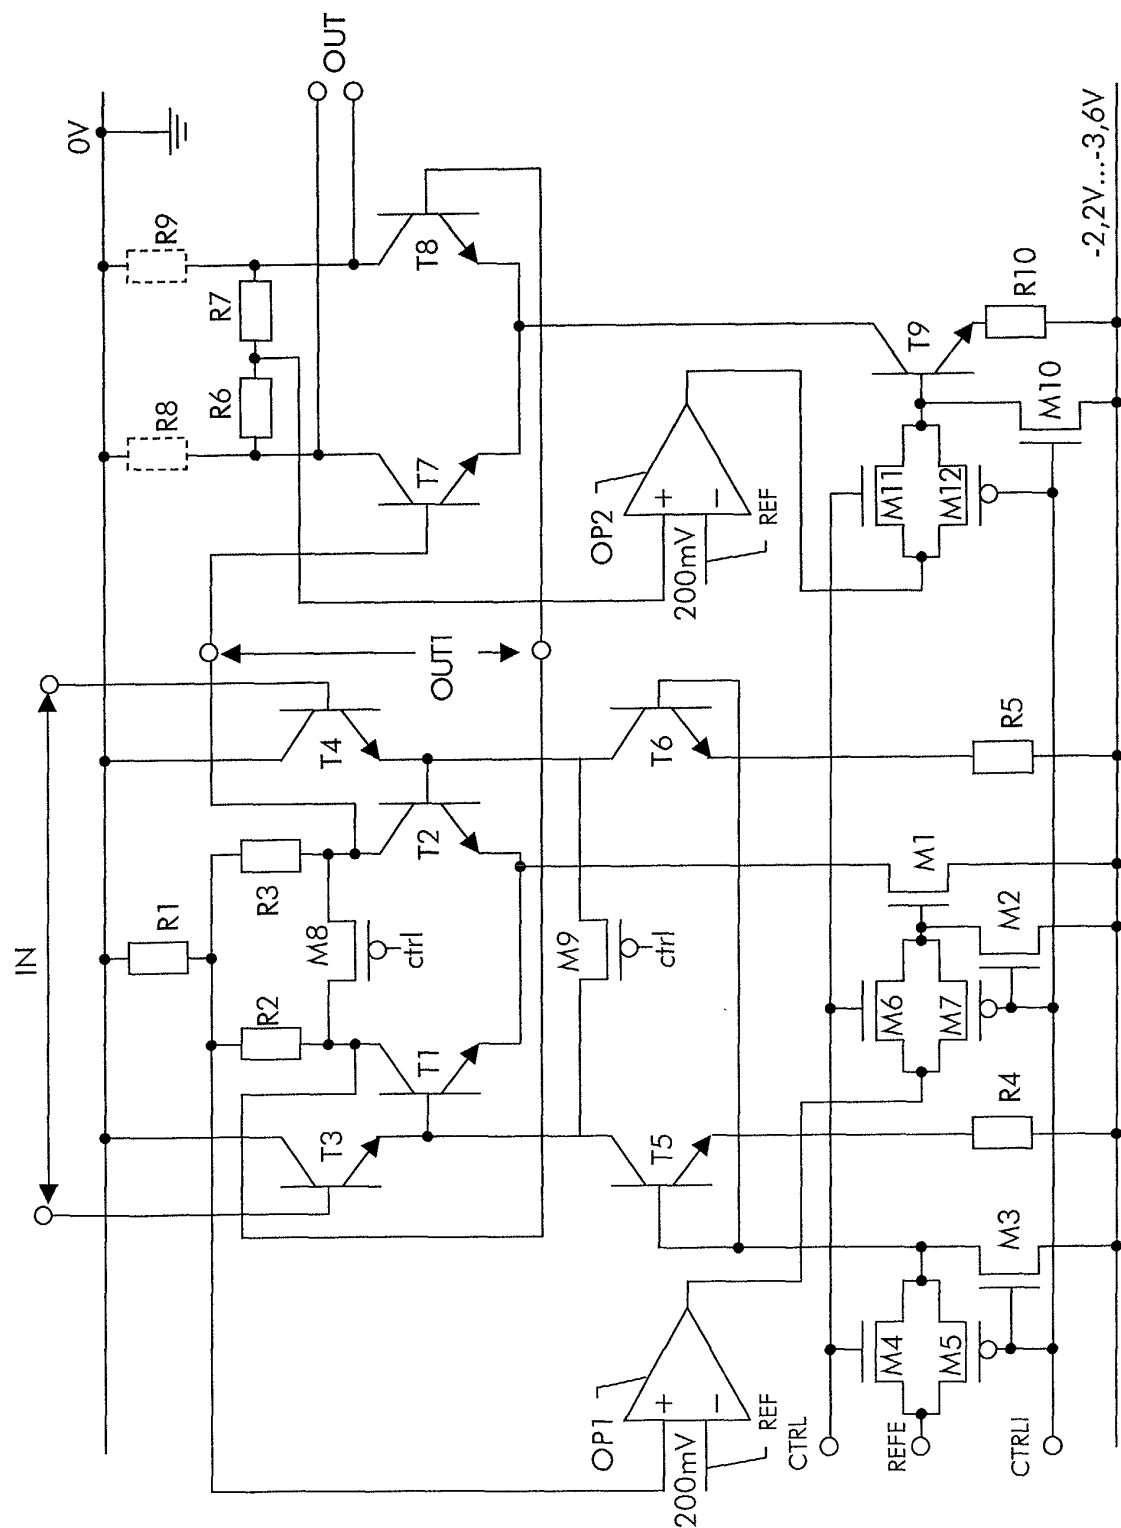 IN
0V
OUT
R1
R8
R9
R2
R3
R6
R7
M8
ctrl
T3
T1
T2
T4
T7
T8
OUT1
M9
ctrl
T5
T6
OP1
+
−
200mV
REF
OP2
+
−
200mV
REF
CTRL
REFE
CTRLI
M4
M5
M3
M6
M7
M2
M1
M11
M12
M10
T9
R4
R5
R10
-2,2V...-3,6V